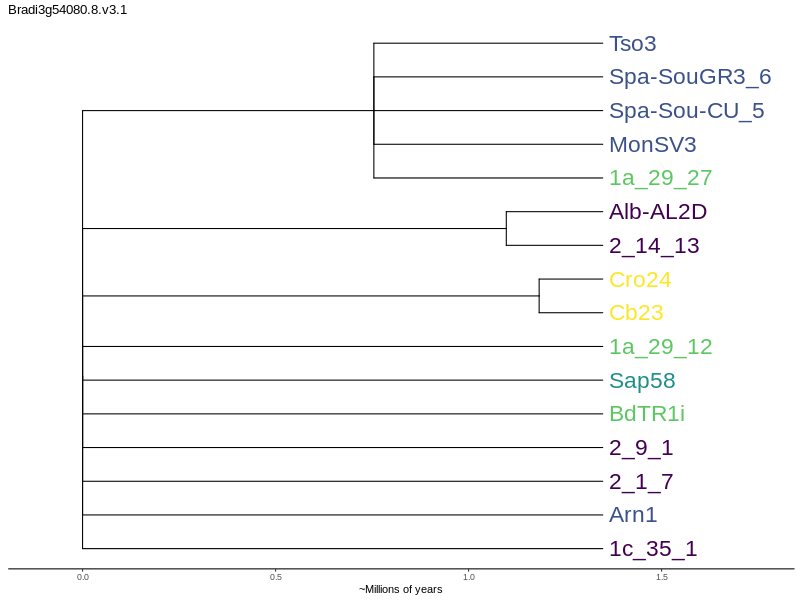 Bradi3g54080.8.v3.1
Tso3
Spa-SouGR3_6
Spa-Sou-CU_5
MonSV3
1a_29_27
Alb-AL2D
2_14_13
Cro24
Cb23
1a_29_12
Sap58
BdTR1i
2_9_1
2_1_7
Arn1
1c_35_1
0.0 0.5 1.0 1.5
~Millions of years